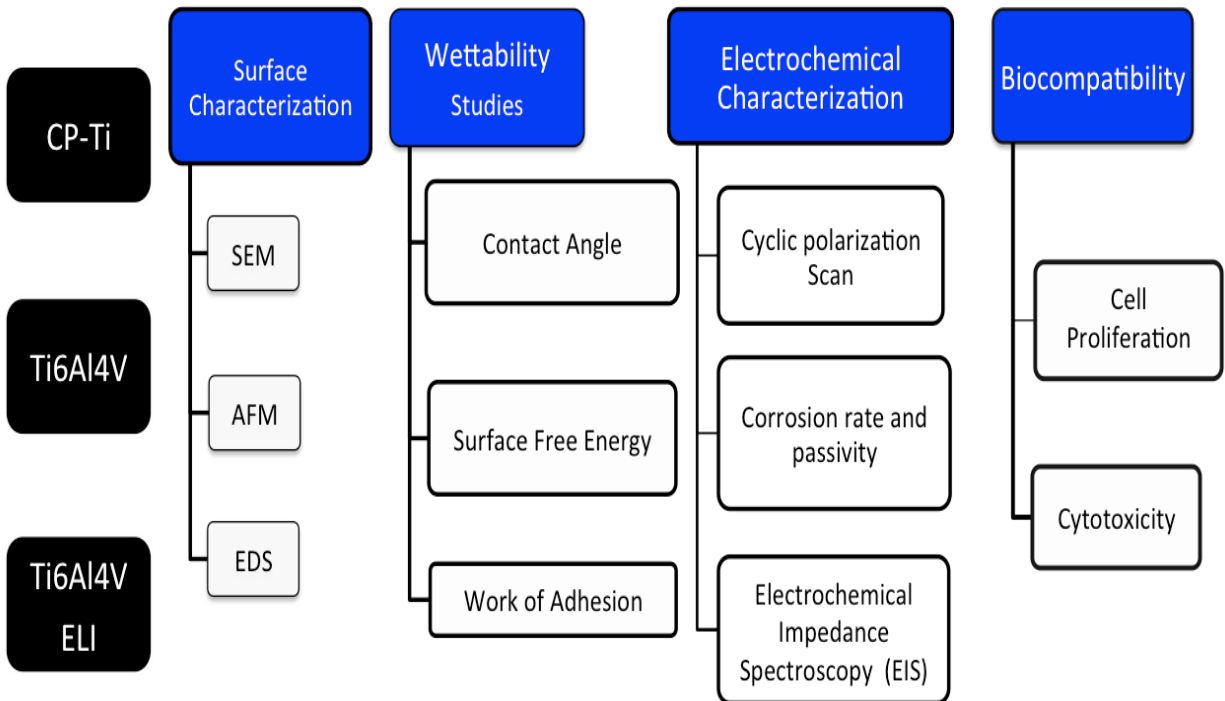 CP-Ti
Ti6Al4V
Ti6Al4V
ELI
Surface
Characterization
SEM
AFM
EDS
Wettability
Studies
Contact Angle
Surface Free Energy
Work of Adhesion
Electrochemical
Characterization
Cyclic polarization
Scan
Corrosion rate and
passivity
Electrochemical
Impedance
Spectroscopy (EIS)
Biocompatibility
Cell
Proliferation
Cytotoxicity